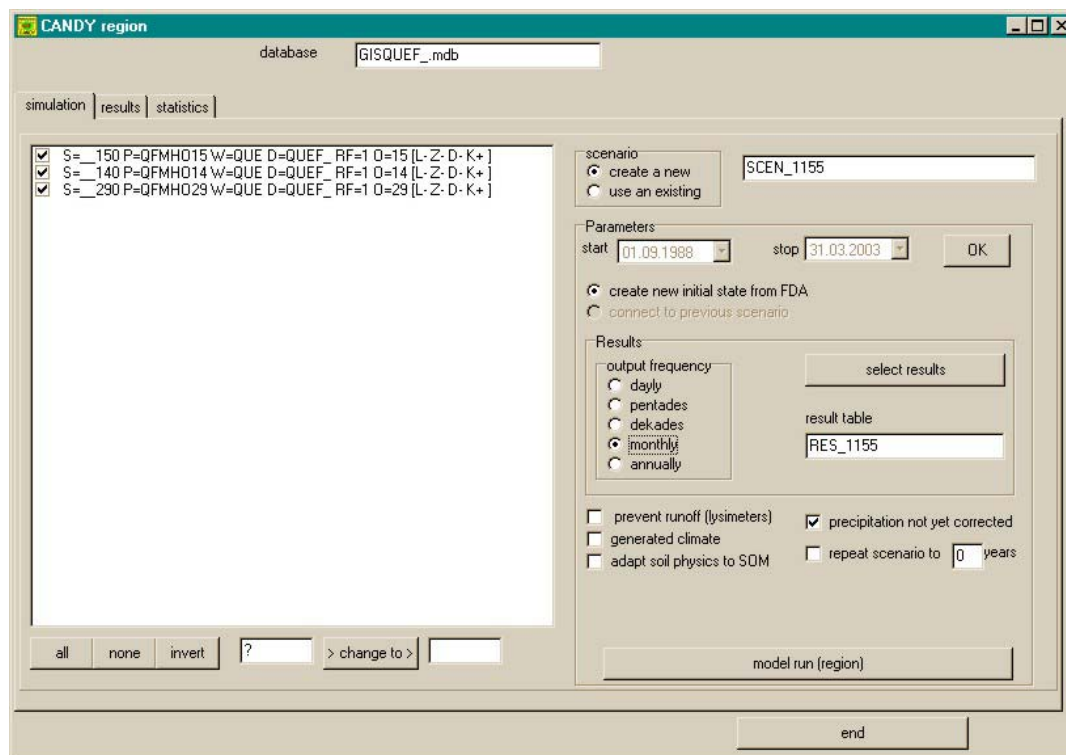 CANDY region
database GISQUEF_.mdb
simulation results statistics
S=__150 P=QFMHO15 W=QUE D=QUEF_ RF=1 O=15 [L- Z- D- K+ ]
S=__140 P=QFMHO14 W=QUE D=QUEF_ RF=1 O=14 [L- Z- D- K+ ]
S=__290 P=QFMHO29 W=QUE D=QUEF_ RF=1 O=29 [L- Z- D- K+ ]
all none invert ? > change to >
scenario
create a new
use an existing
SCEN_1155
Parameters
start 01.09.1988 stop 31.03.2003 OK
create new initial state from FDA
connect to previous scenario
Results
output frequency
dayly
pentades
dekades
monthly
annually
select results
result table
RES_1155
prevent runoff (lysimeters)
generated climate
adapt soil physics to SOM
precipitation not yet corrected
repeat scenario to 0 years
model run (region)
end